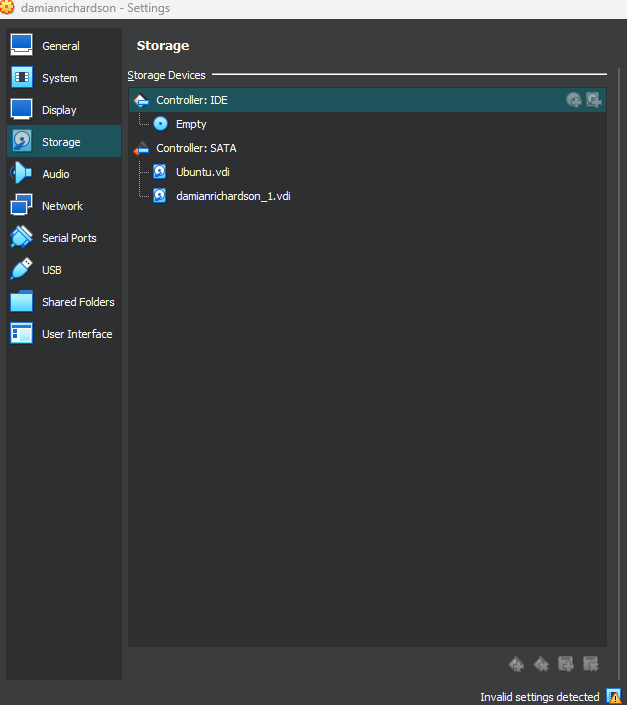 damianrichardson - Settings
General
System
Display
Storage
Audio
Network
Serial Ports
USB
Shared Folders
User Interface
Storage
Storage Devices
Controller: IDE
Empty
Controller: SATA
Ubuntu.vdi
damianrichardson_1.vdi
Invalid settings detected